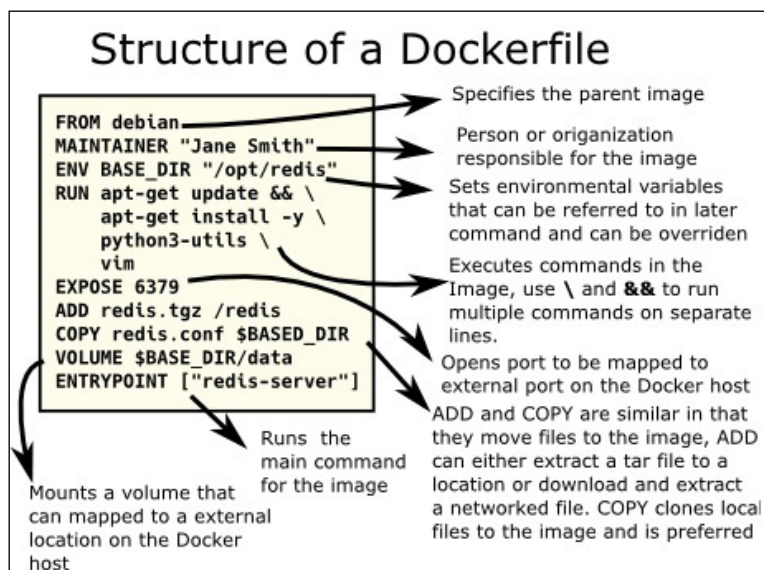 Structure of a Dockerfile
FROM debian
MAINTAINER "Jane Smith"
ENV BASE_DIR "/opt/redis"
RUN apt-get update && \
apt-get install -y \
python3-utils \
vim
EXPOSE 6379
ADD redis.tgz /redis
COPY redis.conf $BASED_DIR
VOLUME $BASE_DIR/data
ENTRYPOINT ["redis-server"]
Specifies the parent image
Person or origanization
responsible for the image
Sets environmental variables
that can be referred to in later
command and can be overriden
Executes commands in the
Image, use \ and && to run
multiple commands on separate
lines.
Opens port to be mapped to
external port on the Docker host
ADD and COPY are similar in that
they move files to the image, ADD
can either extract a tar file to a
location or download and extract
a networked file. COPY clones local
files to the image and is preferred
Runs the
main command
for the image
Mounts a volume that
can mapped to a external
location on the Docker
host